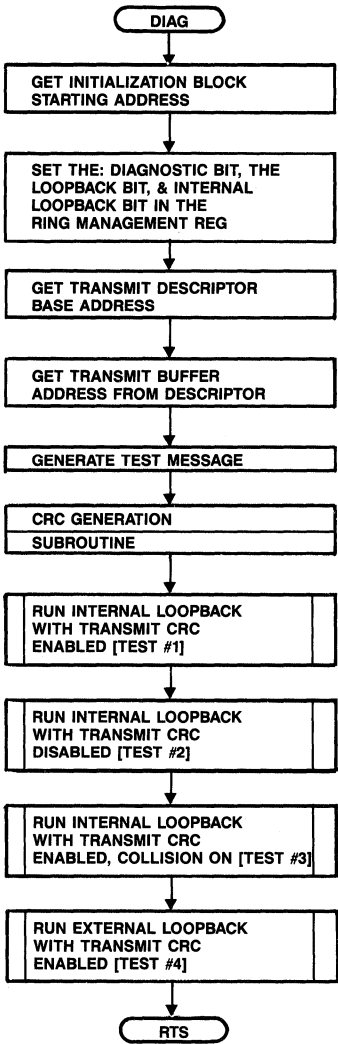 DIAG
GET INITIALIZATION BLOCK
STARTING ADDRESS
SET THE: DIAGNOSTIC BIT, THE
LOOPBACK BIT, & INTERNAL
LOOPBACK BIT IN THE
RING MANAGEMENT REG
GET TRANSMIT DESCRIPTOR
BASE ADDRESS
GET TRANSMIT BUFFER
ADDRESS FROM DESCRIPTOR
GENERATE TEST MESSAGE
CRC GENERATION
SUBROUTINE
RUN INTERNAL LOOPBACK
WITH TRANSMIT CRC
ENABLED [TEST #1]
RUN INTERNAL LOOPBACK
WITH TRANSMIT CRC
DISABLED [TEST #2]
RUN INTERNAL LOOPBACK
WITH TRANSMIT CRC
ENABLED, COLLISION ON [TEST #3]
RUN EXTERNAL LOOPBACK
WITH TRANSMIT CRC
ENABLED [TEST #4]
RTS